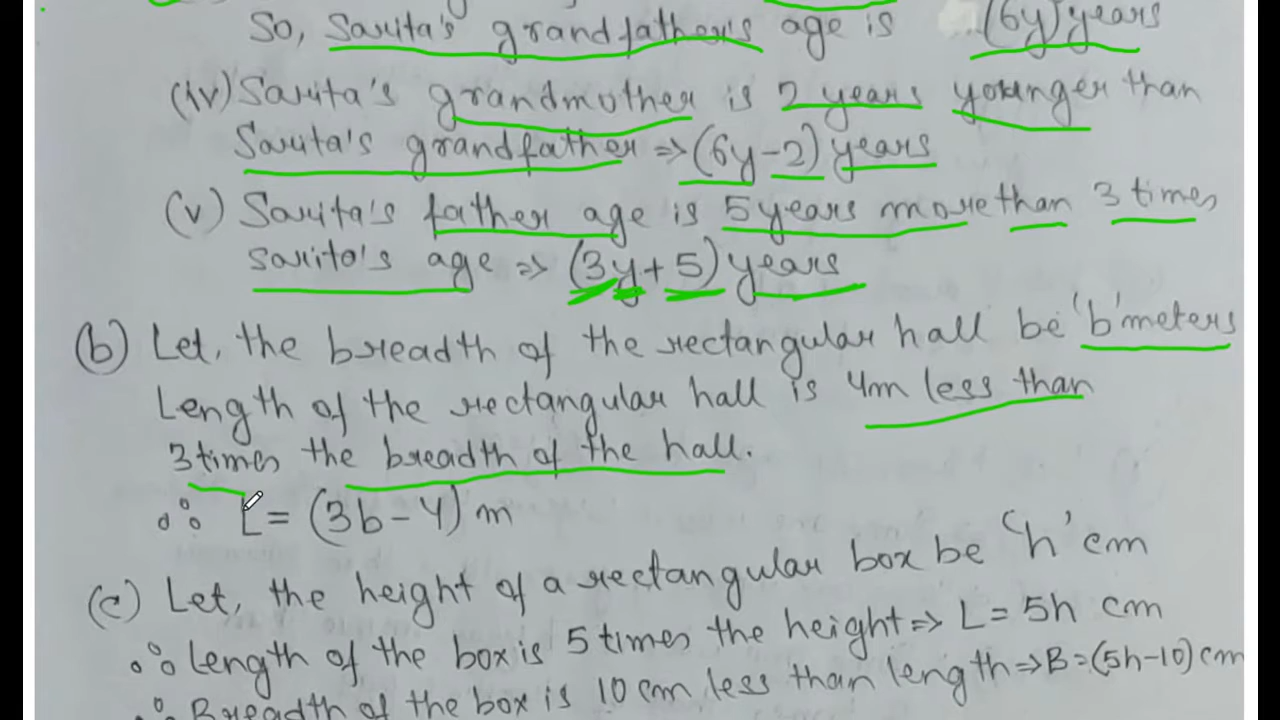 So, Sarita's grandfather's age is (6y) years
(iv) Sarita's grandmother is 2 years younger than
Sarita's grandfather ⇒ (6y-2) years
(v) Sarita's father age is 5 years more than 3 times
sarita's age ⇒ (3y+5) years
(b) Let, the breadth of the rectangular hall be 'b' meters
Length of the rectangular hall is 4m less than
3 times the breadth of the hall.
∴ L = (3b-4) m
(c) Let, the height of a rectangular box be 'h' cm
∴ Length of the box is 5 times the height ⇒ L = 5h cm
∴ Breadth of the box is 10 cm less than length ⇒ B = (5h-10) cm